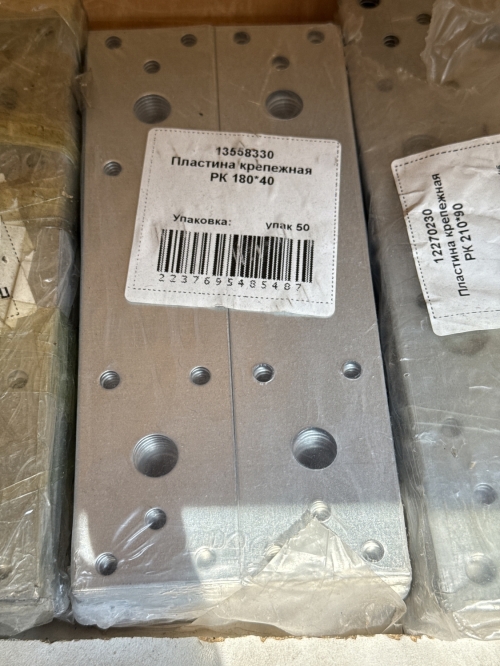 13558330
Пластина крепежная
РК 180*40
Упаковка: упак 50
2237695485487
12270230
Пластина крепежная
РК 210*90